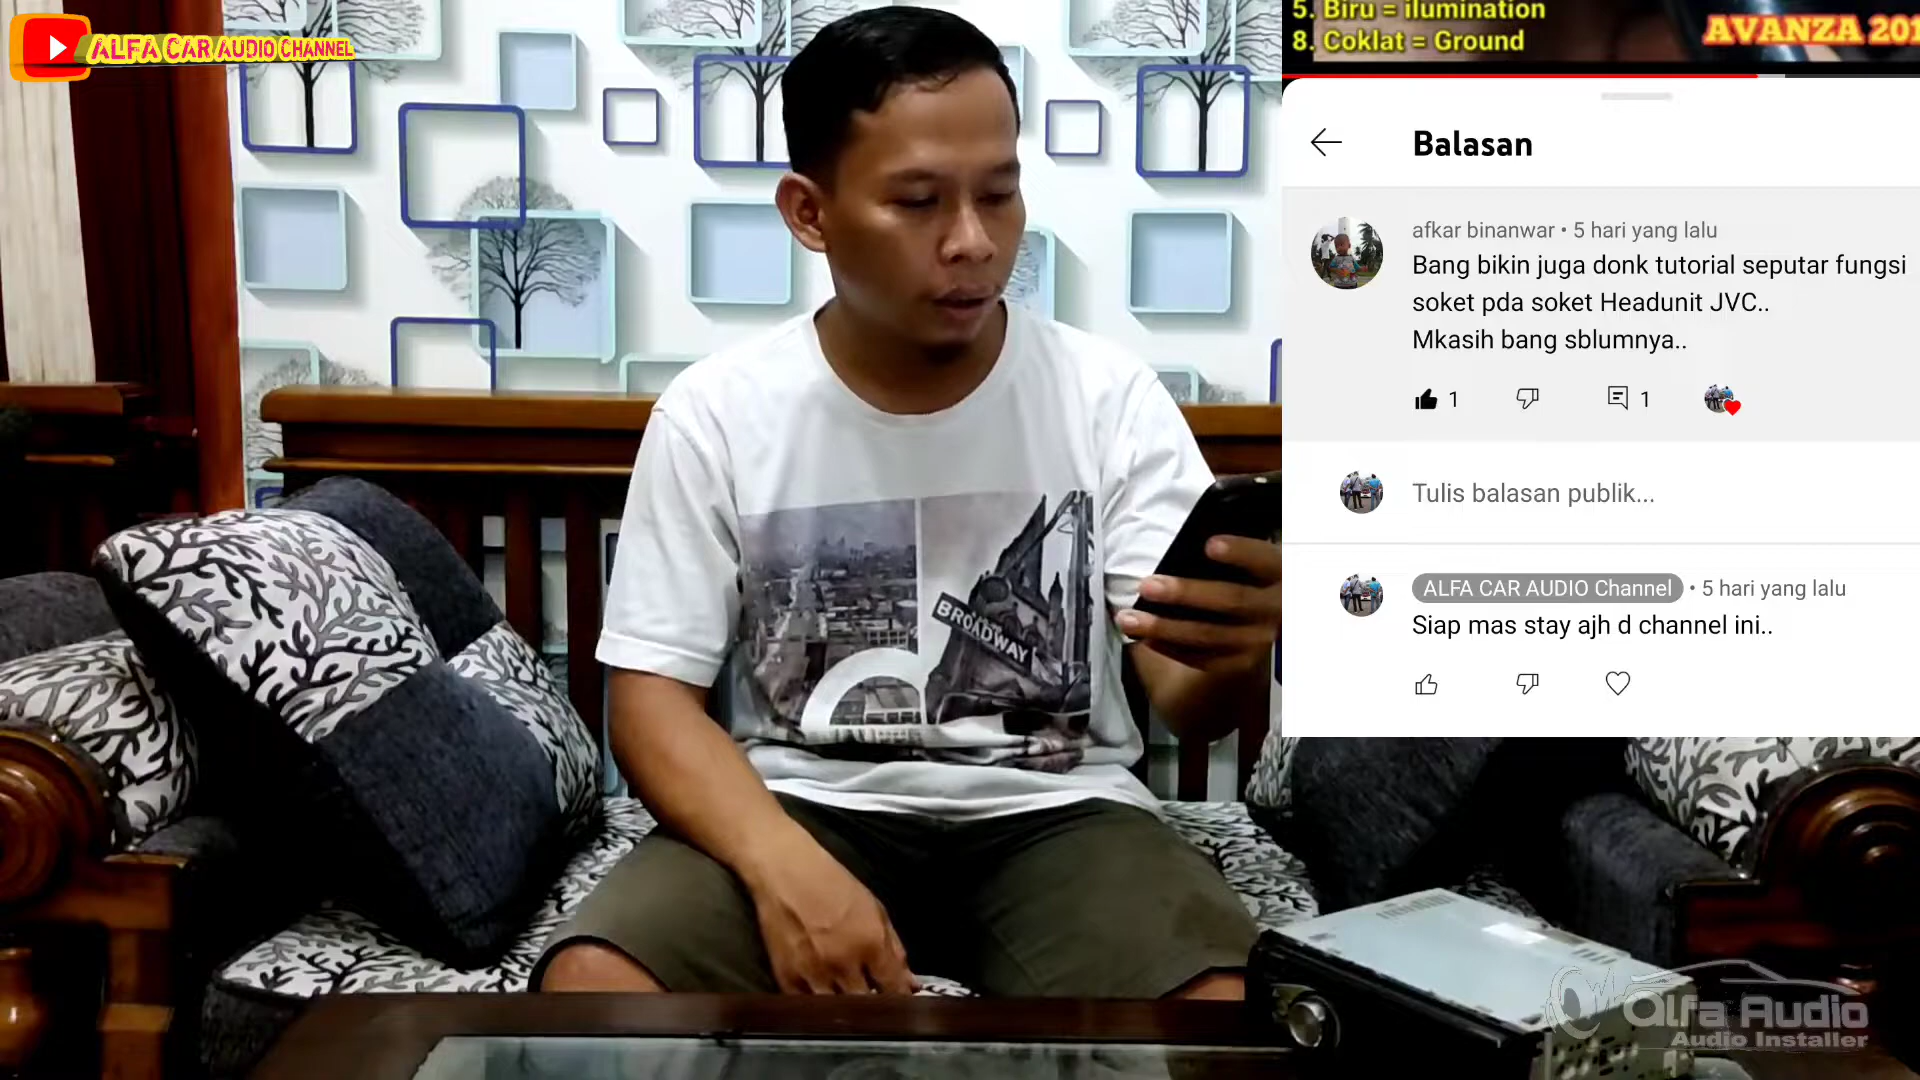 ALFA CAR AUDIO CHANNEL
5. Biru = ilumination
8. Coklat = Ground
AVANZA 201
Balasan
afkar binanwar • 5 hari yang lalu
Bang bikin juga donk tutorial seputar fungsi
soket pda soket Headunit JVC..
Mkasih bang sblumnya..
1
1
Tulis balasan publik...
ALFA CAR AUDIO Channel • 5 hari yang lalu
Siap mas stay ajh d channel ini..
BROADWAY
alfa Audio
Audio Installer